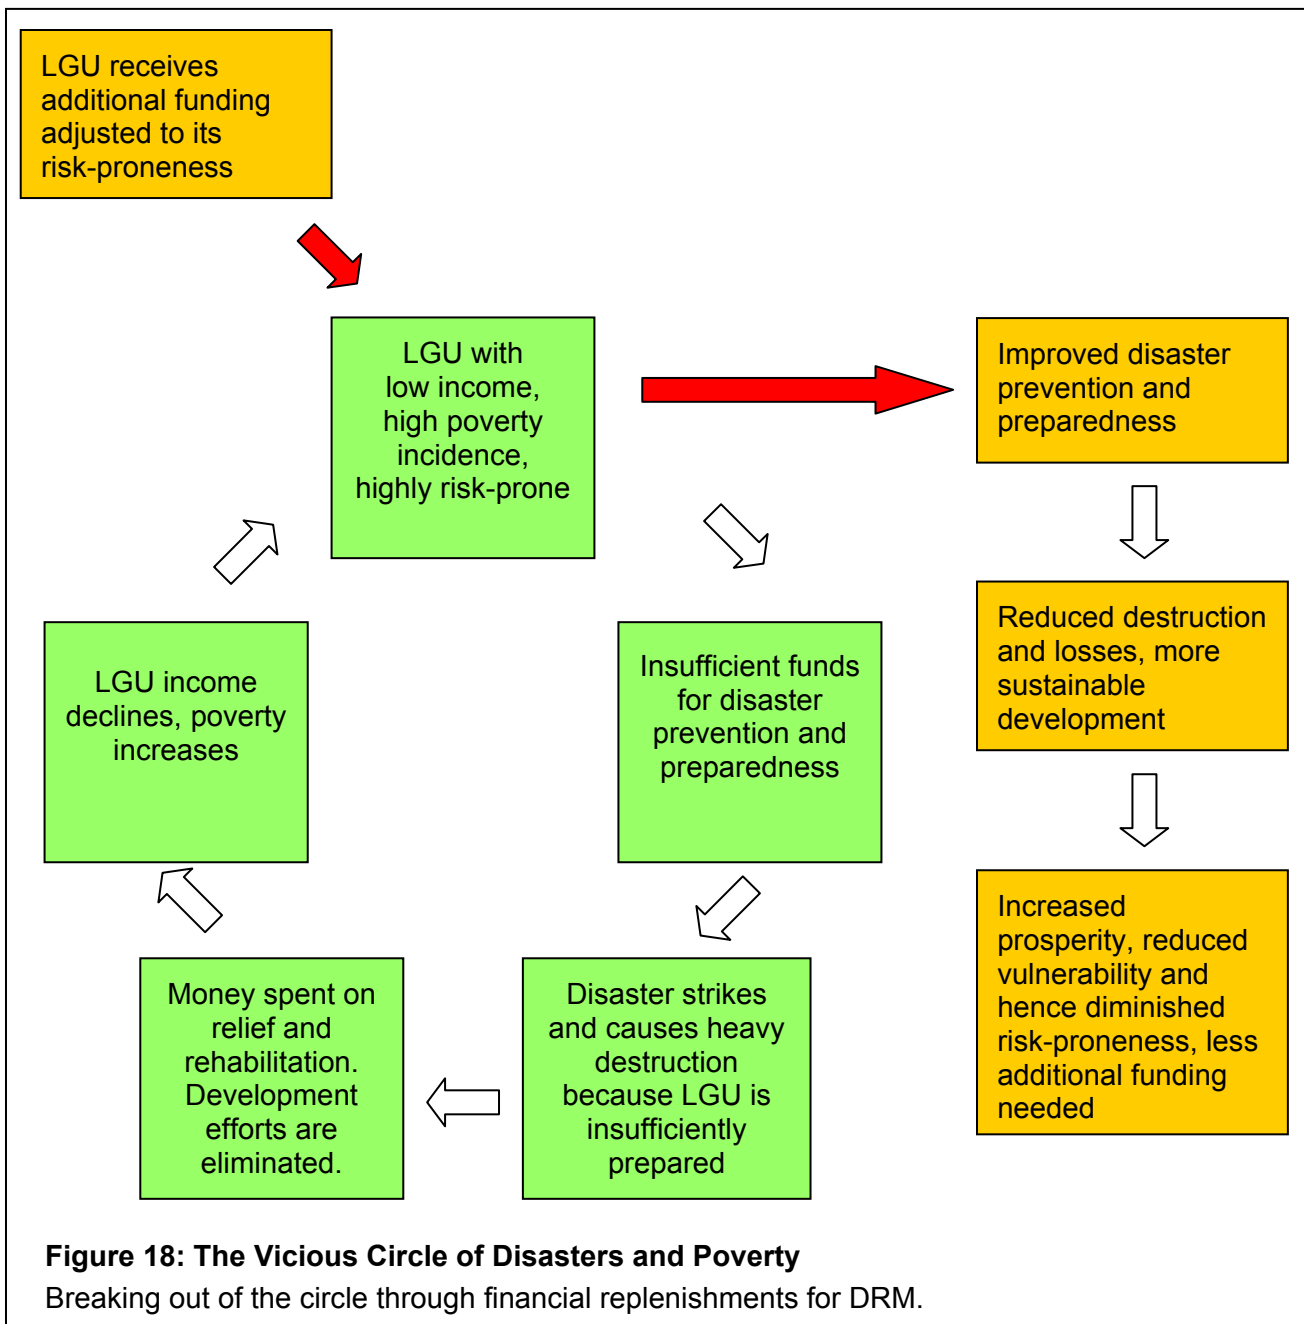 LGU receives
additional funding
adjusted to its
risk-proneness
LGU with
low income,
high poverty
incidence,
highly risk-prone
Improved disaster
prevention and
preparedness
LGU income
declines, poverty
increases
Insufficient funds
for disaster
prevention and
preparedness
Reduced destruction
and losses, more
sustainable
development
Money spent on
relief and
rehabilitation.
Development
efforts are
eliminated.
Disaster strikes
and causes heavy
destruction
because LGU is
insufficiently
prepared
Increased
prosperity, reduced
vulnerability and
hence diminished
risk-proneness, less
additional funding
needed
Figure 18: The Vicious Circle of Disasters and Poverty
Breaking out of the circle through financial replenishments for DRM.